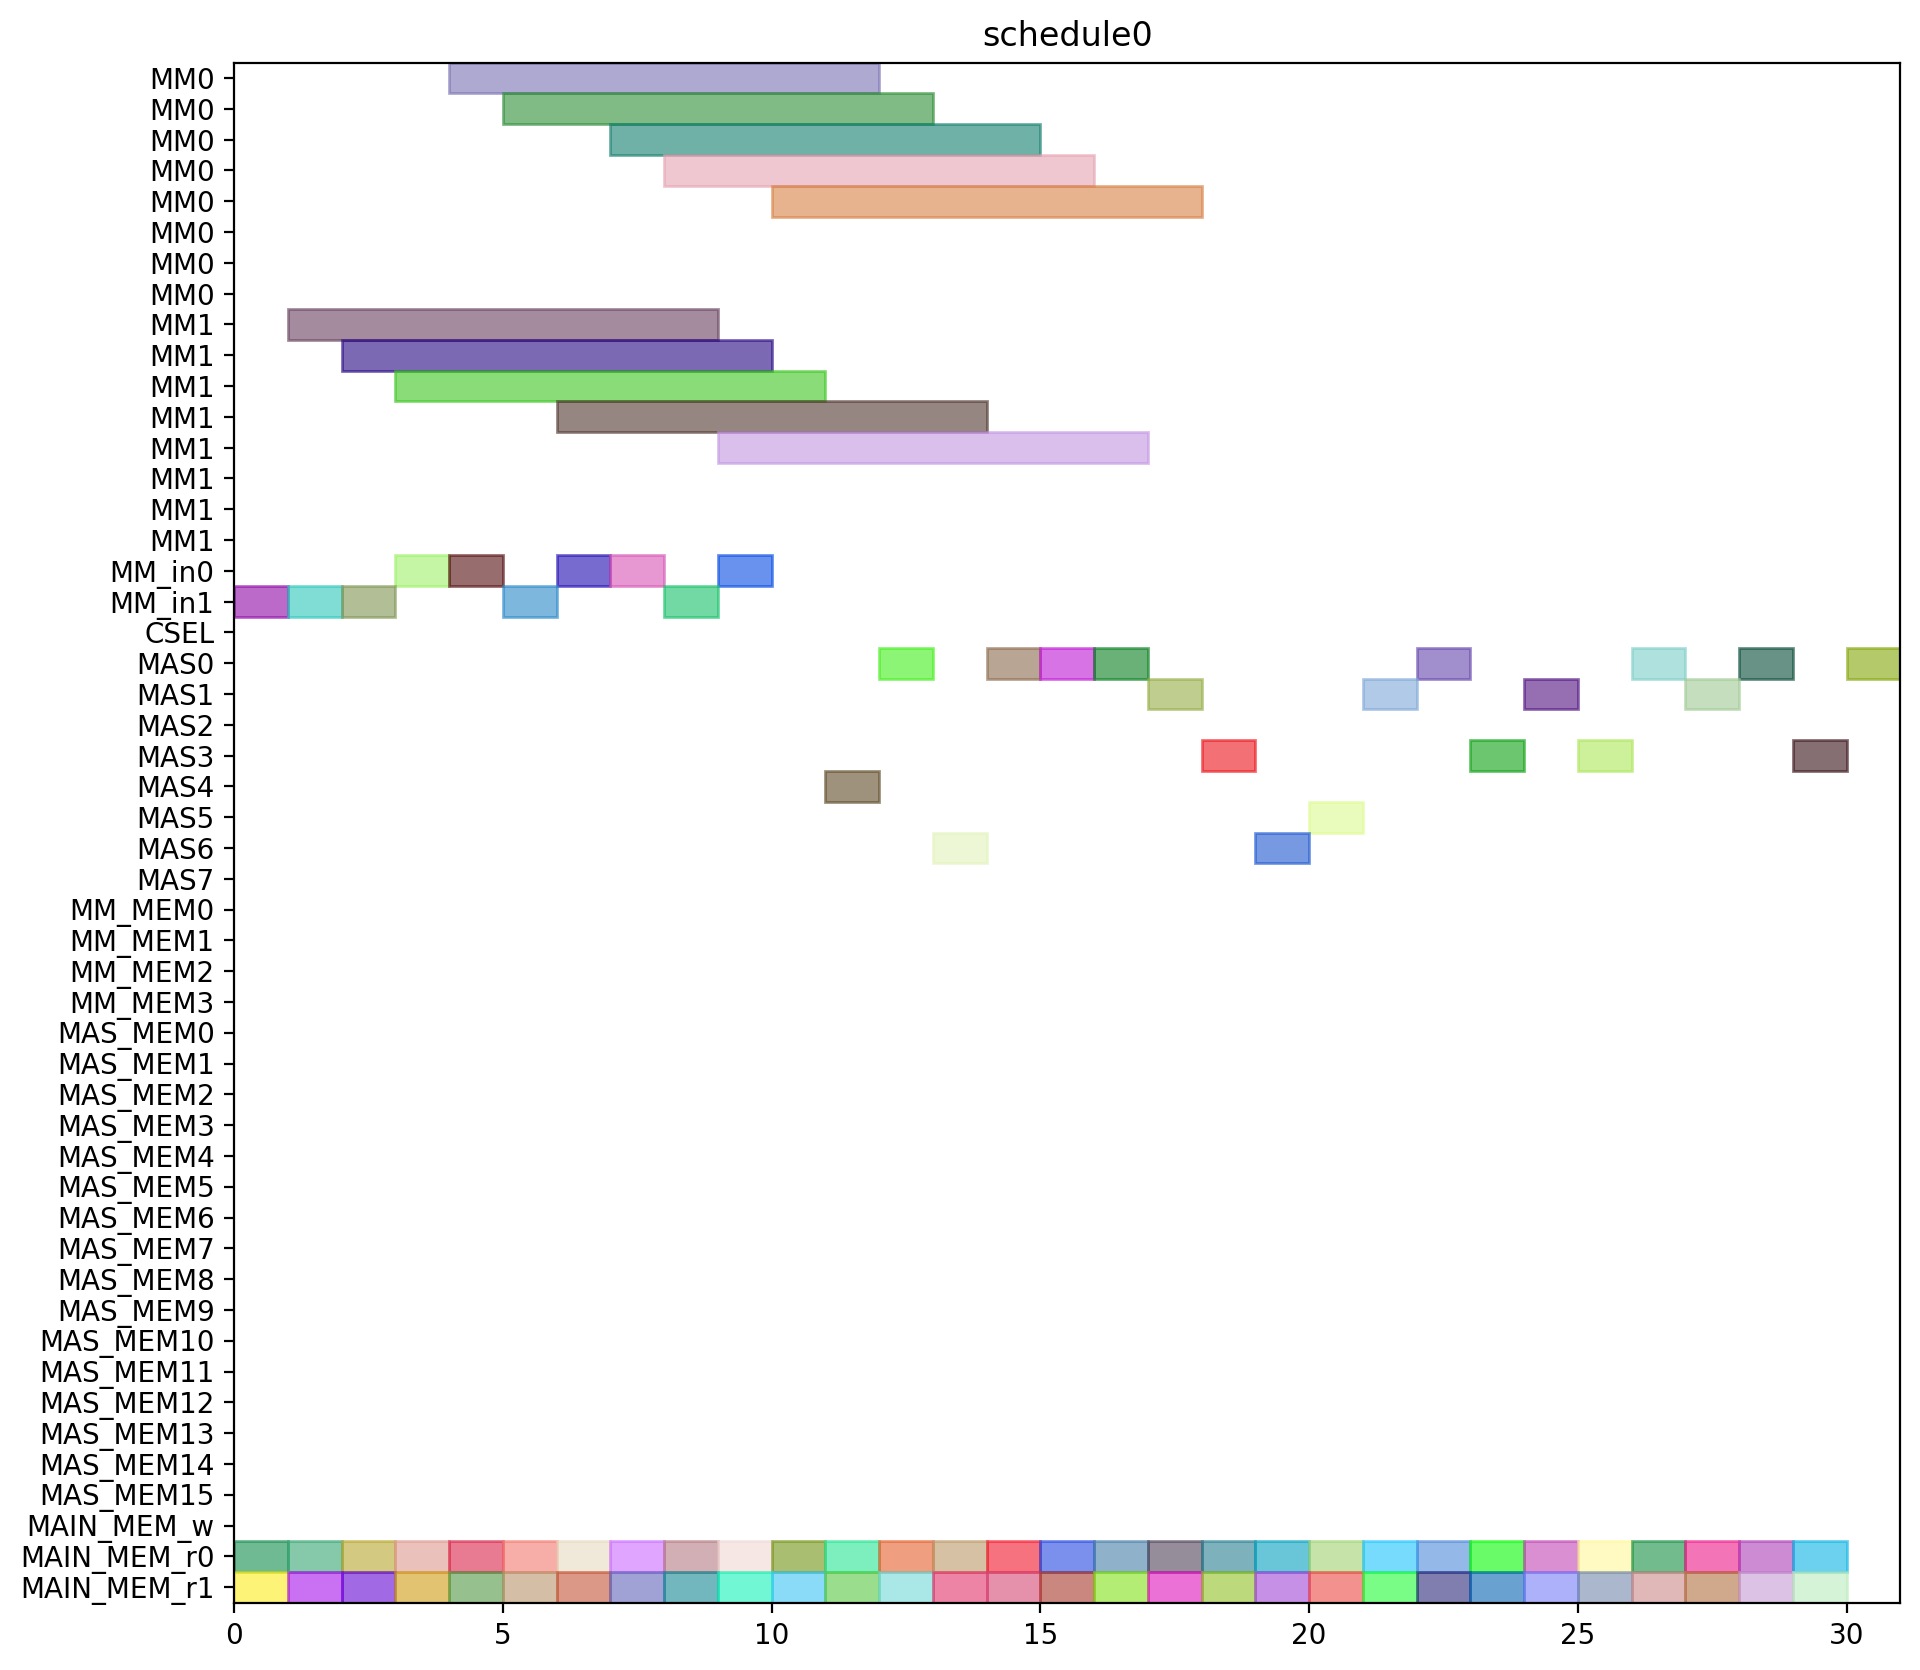 schedule0
MM0
MM0
MM0
MM0
MM0
MM0
MM0
MM0
MM1
MM1
MM1
MM1
MM1
MM1
MM1
MM1
MM_in0
MM_in1
CSEL
MAS0
MAS1
MAS2
MAS3
MAS4
MAS5
MAS6
MAS7
MM_MEM0
MM_MEM1
MM_MEM2
MM_MEM3
MAS_MEM0
MAS_MEM1
MAS_MEM2
MAS_MEM3
MAS_MEM4
MAS_MEM5
MAS_MEM6
MAS_MEM7
MAS_MEM8
MAS_MEM9
MAS_MEM10
MAS_MEM11
MAS_MEM12
MAS_MEM13
MAS_MEM14
MAS_MEM15
MAIN_MEM_w
MAIN_MEM_r0
MAIN_MEM_r1
0 5 10 15 20 25 30